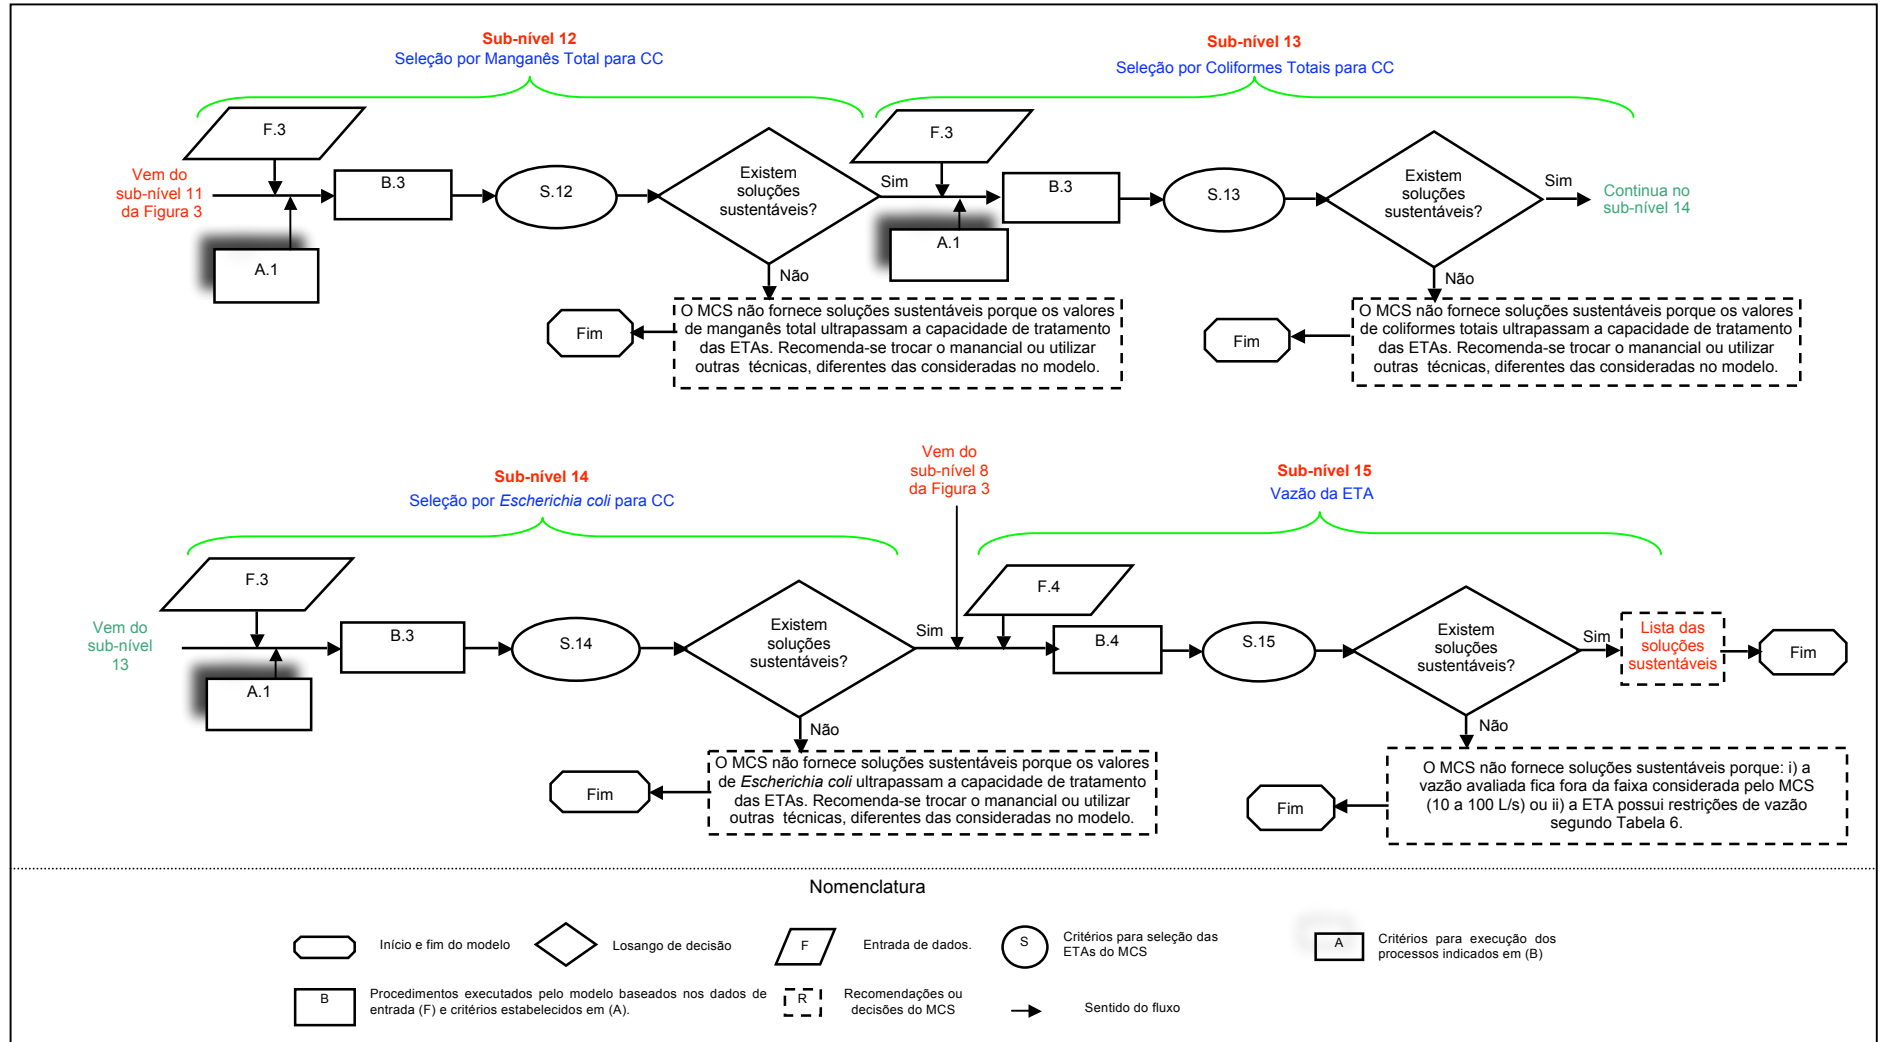 Sub-nível 12
Seleção por Manganês Total para CC
Sub-nível 13
Seleção por Coliformes Totais para CC
F.3
Vem do
sub-nível 11
da Figura 3
B.3
S.12
Existem
soluções
sustentáveis?
Sim
A.1
Não
O MCS não fornece soluções sustentáveis porque os valores
de manganês total ultrapassam a capacidade de tratamento
das ETAs. Recomenda-se trocar o manancial ou utilizar
outras técnicas, diferentes das consideradas no modelo.
Fim
F.3
B.3
S.13
Existem
soluções
sustentáveis?
Sim
Continua no
sub-nível 14
A.1
Não
O MCS não fornece soluções sustentáveis porque os valores
de coliformes totais ultrapassam a capacidade de tratamento
das ETAs. Recomenda-se trocar o manancial ou utilizar
outras técnicas, diferentes das consideradas no modelo.
Fim
Sub-nível 14
Seleção por Escherichia coli para CC
Vem do
sub-nível 8
da Figura 3
Sub-nível 15
Vazão da ETA
F.3
Vem do
sub-nível
13
B.3
S.14
Existem
soluções
sustentáveis?
Sim
A.1
Não
O MCS não fornece soluções sustentáveis porque os valores
de Escherichia coli ultrapassam a capacidade de tratamento
das ETAs. Recomenda-se trocar o manancial ou utilizar
outras técnicas, diferentes das consideradas no modelo.
Fim
F.4
B.4
S.15
Existem
soluções
sustentáveis?
Sim
Lista das
soluções
sustentáveis
Fim
Não
O MCS não fornece soluções sustentáveis porque: i) a
vazão avaliada fica fora da faixa considerada pelo MCS
(10 a 100 L/s) ou ii) a ETA possui restrições de vazão
segundo Tabela 6.
Fim
Nomenclatura
Início e fim do modelo
Losango de decisão
F
Entrada de dados.
S
Critérios para seleção das
ETAs do MCS
A
Critérios para execução dos
processos indicados em (B)
B
Procedimentos executados pelo modelo baseados nos dados de
entrada (F) e critérios estabelecidos em (A).
R
Recomendações ou
decisões do MCS
Sentido do fluxo